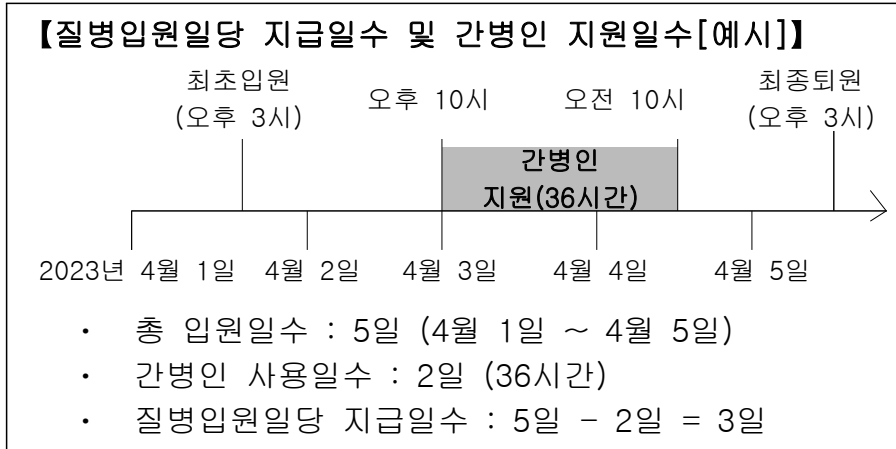 【질병입원일당 지급일수 및 간병인 지원일수[예시]】
최초입원
(오후 3시)
오후 10시
오전 10시
최종퇴원
(오후 3시)
간병인
지원(36시간)
2023년 4월 1일 4월 2일 4월 3일 4월 4일 4월 5일
· 총 입원일수 : 5일 (4월 1일 ~ 4월 5일)
· 간병인 사용일수 : 2일 (36시간)
· 질병입원일당 지급일수 : 5일 - 2일 = 3일